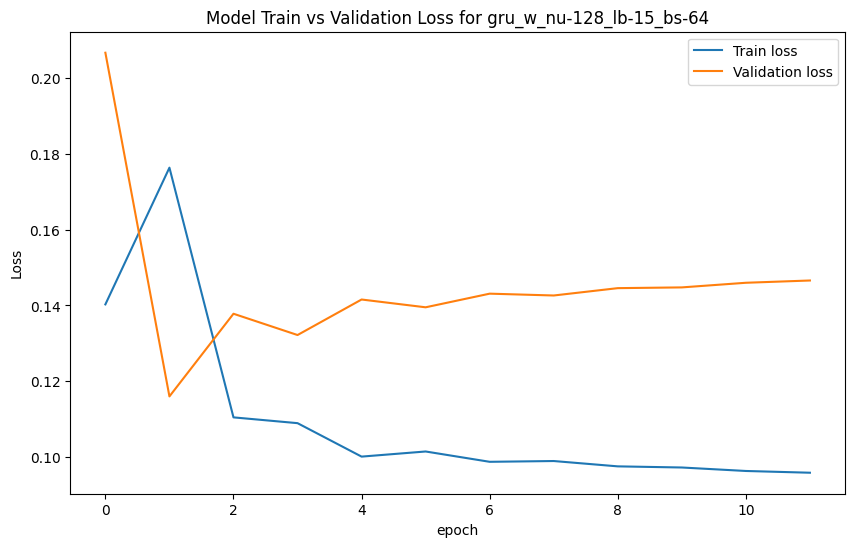 Model Train vs Validation Loss for gru_w_nu-128_lb-15_bs-64
Train loss
Validation loss
0.20
0.18
0.16
0.14
0.12
0.10
Loss
0 2 4 6 8 10
epoch